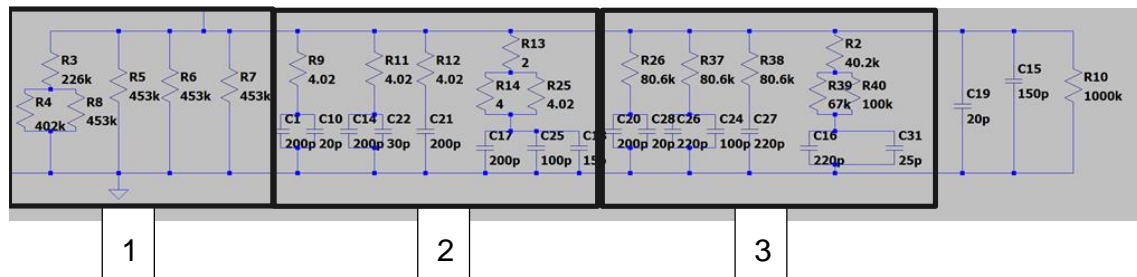 R3
226k
R4
402k
R8
453k
R5
453k
R6
453k
R7
453k
R9
4.02
C1
200p
C10
20p
R11
4.02
C14
200p
C22
30p
R12
4.02
C21
200p
R13
2
R14
4
R25
4.02
C17
200p
C25
100p
15p
R26
80.6k
C20
200p
C28
20p
R37
80.6k
C26
220p
C24
100p
R38
80.6k
C27
220p
R2
40.2k
R39
67k
R40
100k
C16
220p
C31
25p
C19
20p
C15
150p
R10
1000k
1
2
3